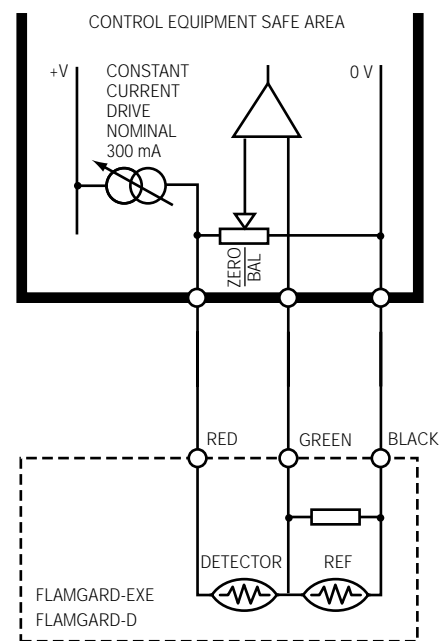 CONTROL EQUIPMENT SAFE AREA
+V
CONSTANT
CURRENT
DRIVE
NOMINAL
300 mA
0 V
ZERO
BAL
RED
GREEN
BLACK
DETECTOR
REF
FLAMGARD-EXE
FLAMGARD-D